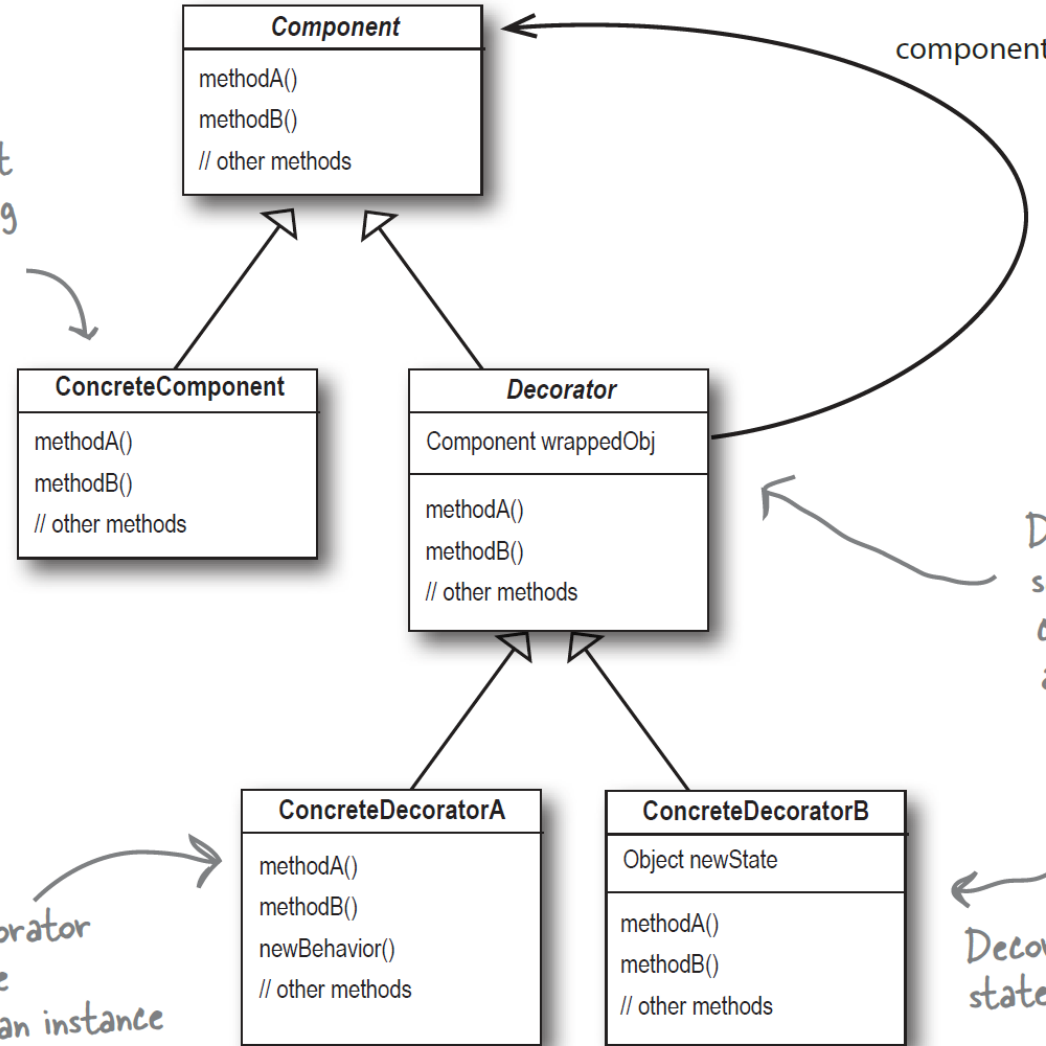 Component
component
methodA()
methodB()
// other methods
ConcreteComponent
methodA()
methodB()
// other methods
Decorator
Component wrappedObj
methodA()
methodB()
// other methods
ConcreteDecoratorA
methodA()
methodB()
newBehavior()
// other methods
ConcreteDecoratorB
Object newState
methodA()
methodB()
// other methods
an instance
state